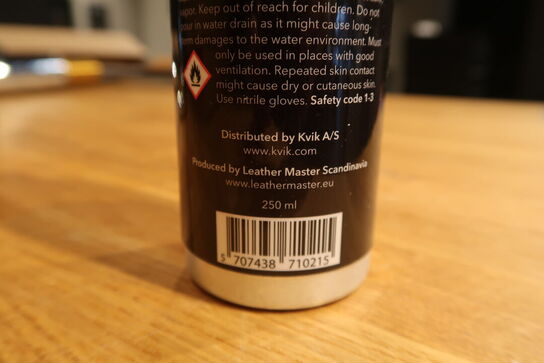 vapor. Keep out of reach for children. Do not
pour in water drain as it might cause long-
term damages to the water environment. Must
only be used in places with good
ventilation. Repeated skin contact
might cause dry or cutaneous skin.
Use nitrile gloves. Safety code 1-3
Distributed by Kvik A/S
www.kvik.com
Produced by Leather Master Scandinavia
www.leathermaster.eu
250 ml
5 707438 710215